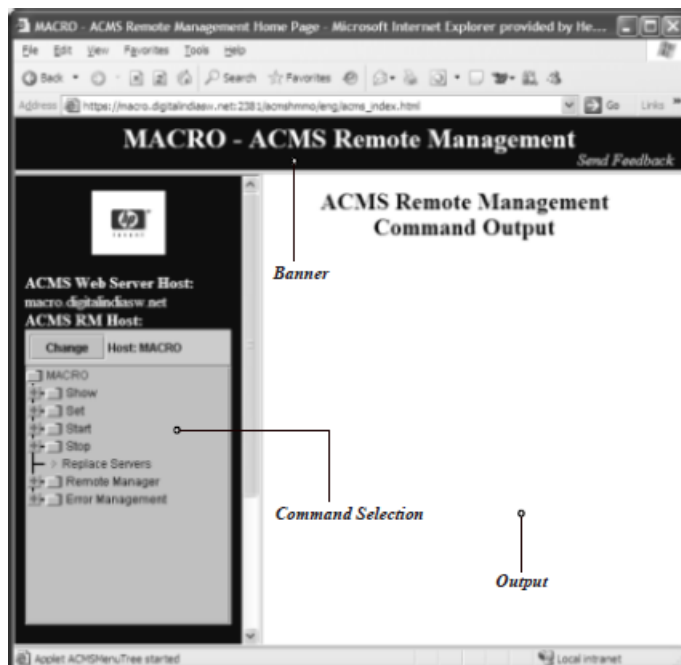 MACRO - ACMS Remote Management Home Page - Microsoft Internet Explorer provided by He...
File Edit View Favorites Tools Help
Back Search Favorites
Address https://macro.digitalindiasw.net:2381/acmshmmo/eng/acms_index.html Go Links
MACRO - ACMS Remote Management
Send Feedback
hp
invent
ACMS Web Server Host:
macro.digitalindiasw.net
ACMS RM Host:
Change Host: MACRO
MACRO
Show
Set
Start
Stop
Replace Servers
Remote Manager
Error Management
ACMS Remote Management
Command Output
Banner
Command Selection
Output
Applet ACMSMenuTree started
Local intranet